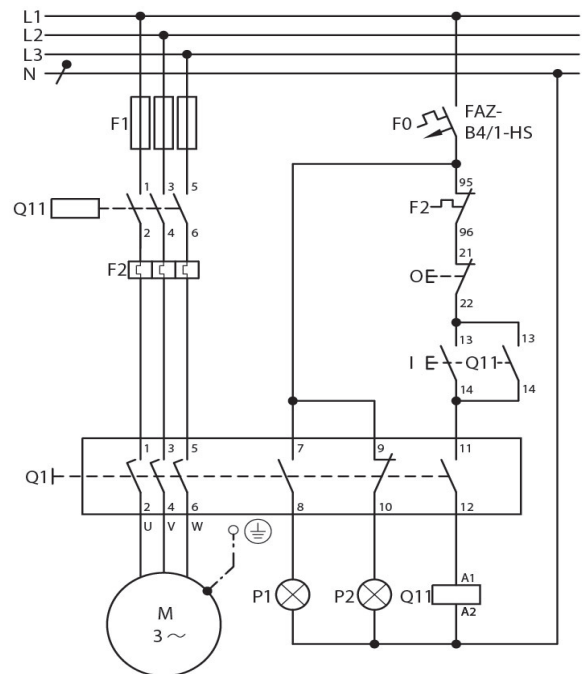 L1
L2
L3
N
F1
F0
FAZ-
B4/1-HS
1 3 5
Q11
2 4 6
F2
95
F2
96
21
O E
22
13 13
I E Q11
14 14
1 3 5 7 9 11
Q1
2 4 6 8 10 12
U V W
M
3 ~
P1
P2
Q11
A1
A2